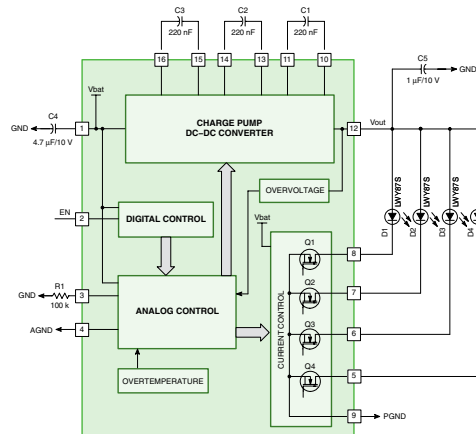 C3
C2
C1
220 nF
220 nF
220 nF
C5
GND
1 µF/10 V
16
15
14
13
11
10
Vbat
C4
GND
4.7 µF/10 V
1
CHARGE PUMP
DC-DC CONVERTER
12
Vout
OVERVOLTAGE
LWY87S
LWY87S
LWY87S
D1
D2
D3
D4
EN
2
DIGITAL CONTROL
Vbat
Q1
8
R1
GND
100 k
3
ANALOG CONTROL
Q2
7
AGND
4
CURRENT CONTROL
Q3
6
OVERTEMPERATURE
Q4
5
9
PGND